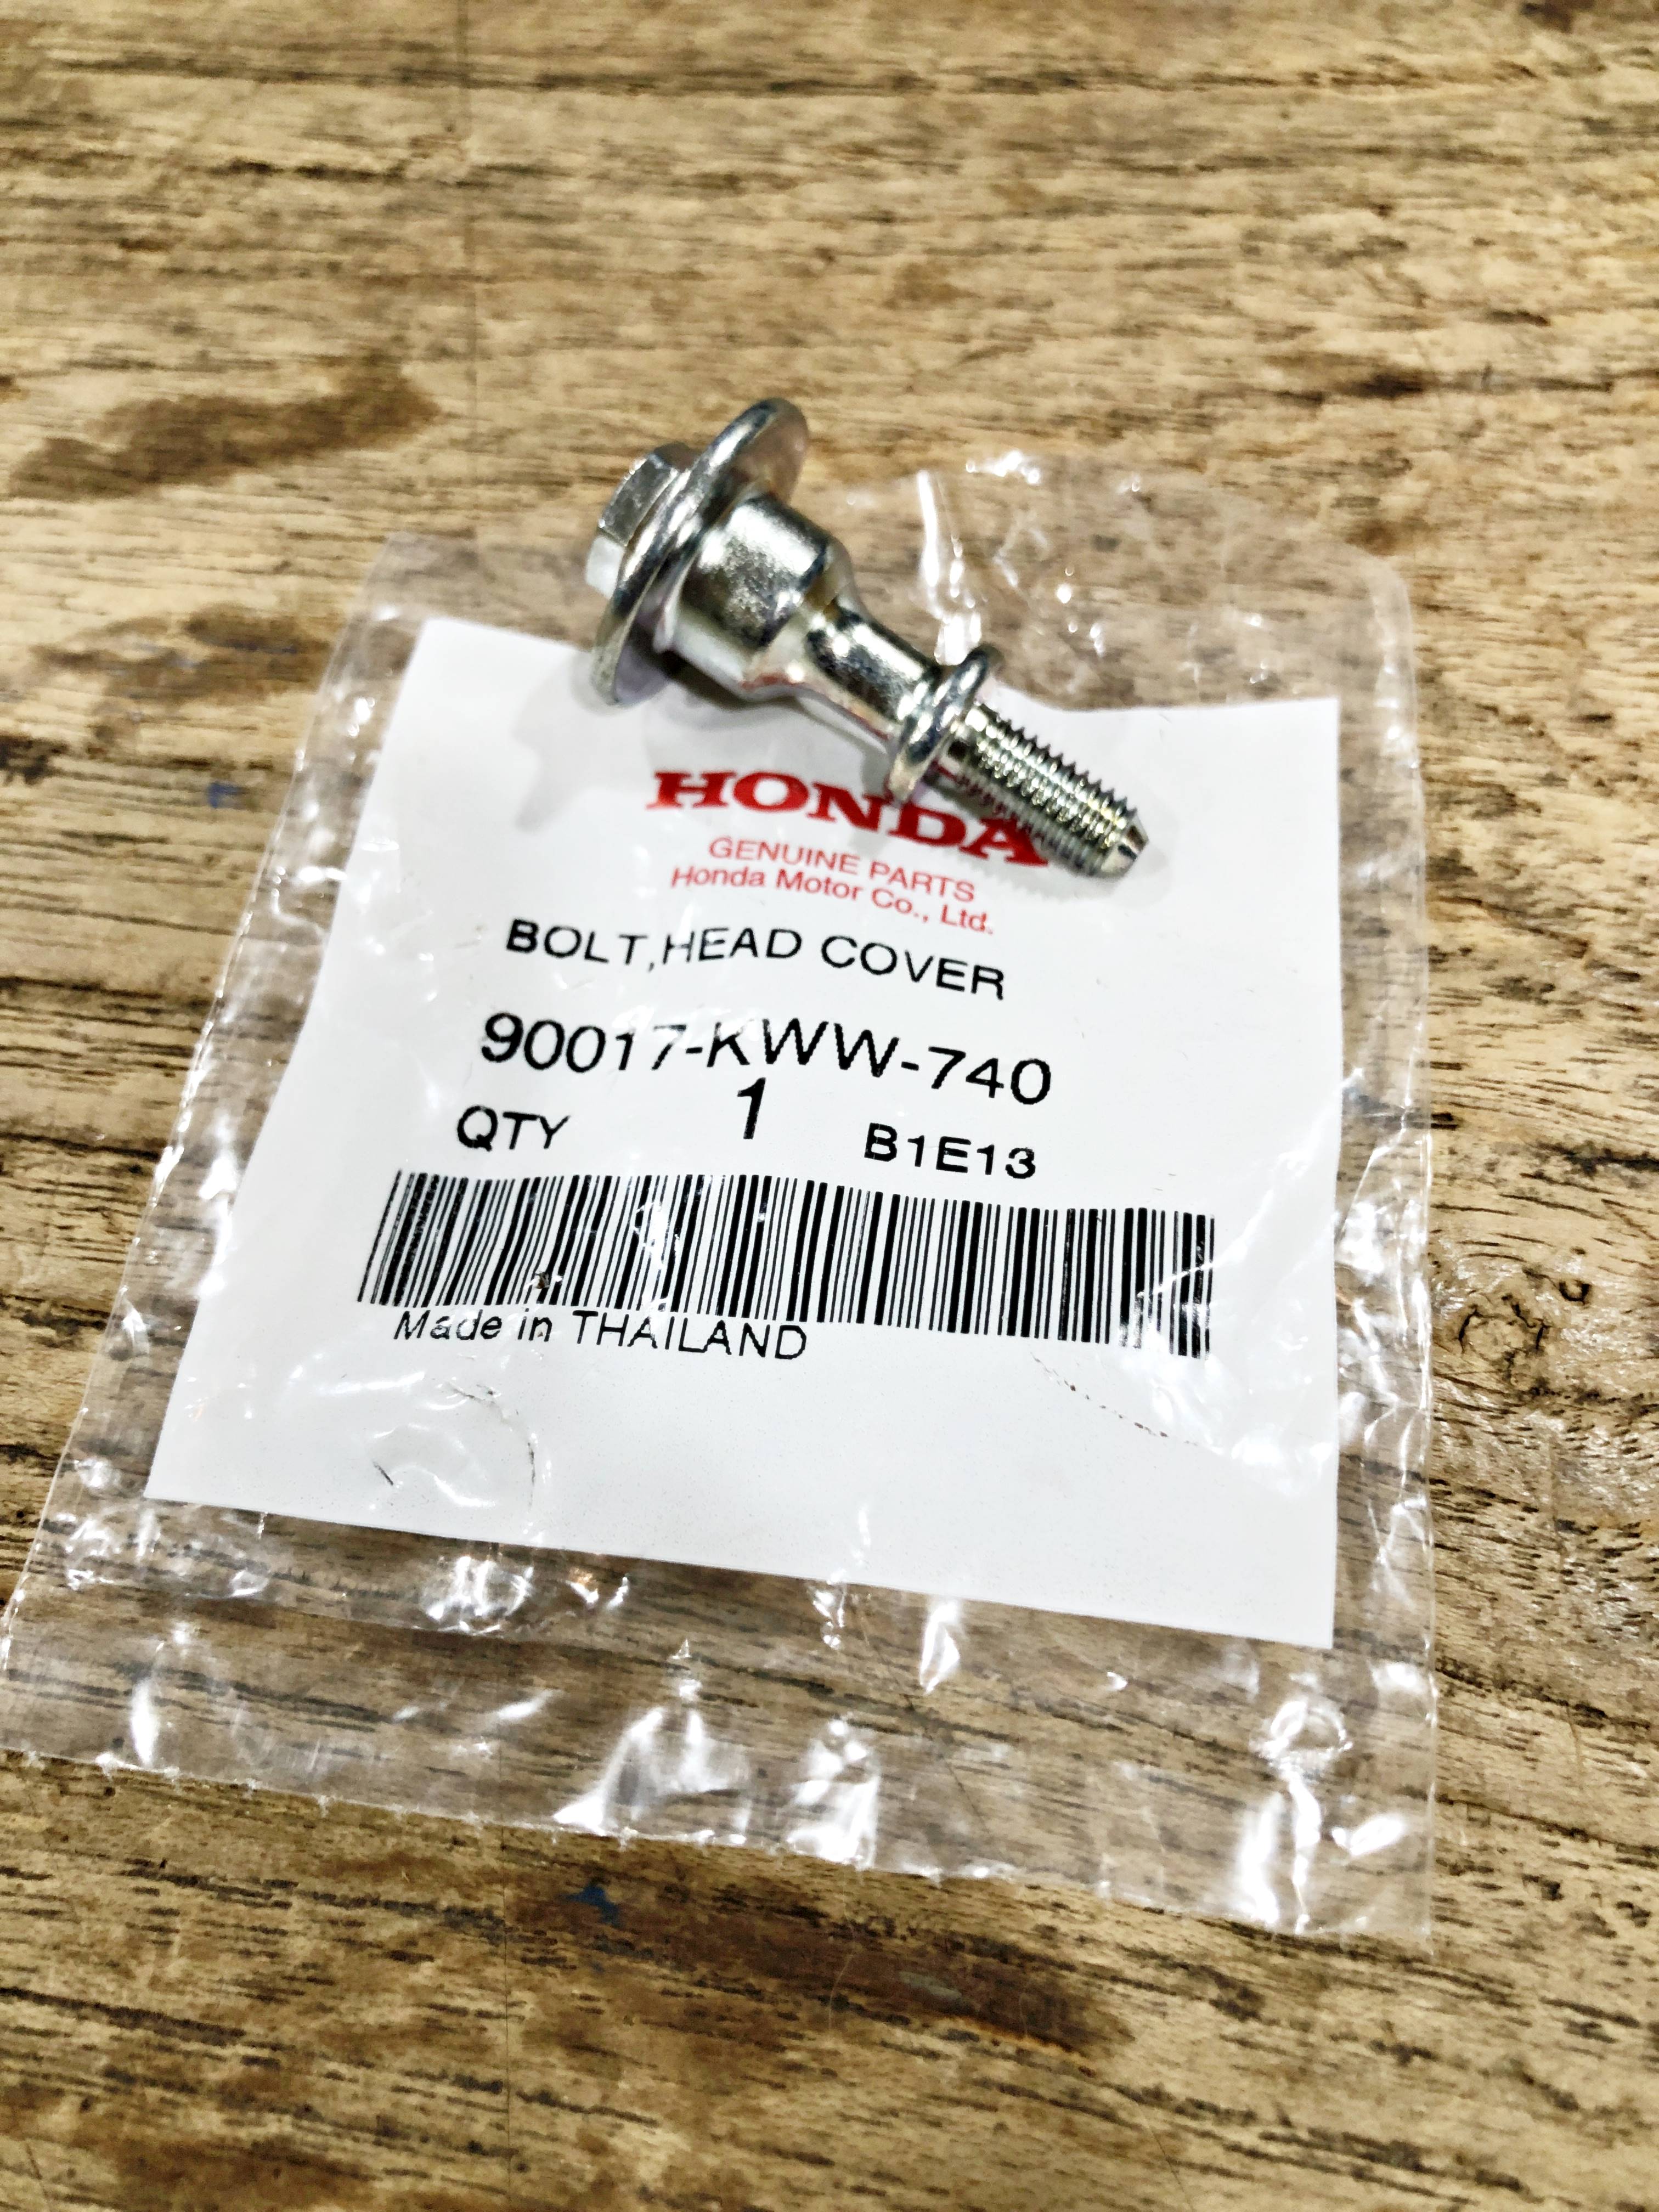 HONDA
GENUINE PARTS
Honda Motor Co., Ltd.
BOLT,HEAD COVER
90017-KWW-740
QTY 1 B1E13
Made in THAILAND